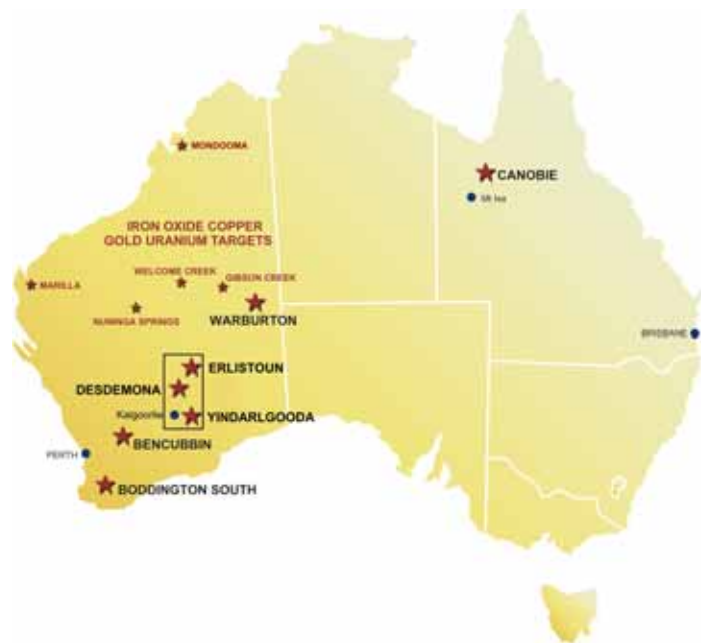 MONDOOMA
CANOBIE
Mt Isa
IRON OXIDE COPPER
GOLD URANIUM TARGETS
WELCOME CREEK
GIBSON CREEK
MANILLA
NUNINGA SPRINGS
WARBURTON
BRISBANE
ERLISTOUN
DESDEMONA
Kalgoorlie
YINDARLGOODA
BENCUBBIN
PERTH
BODDINGTON SOUTH